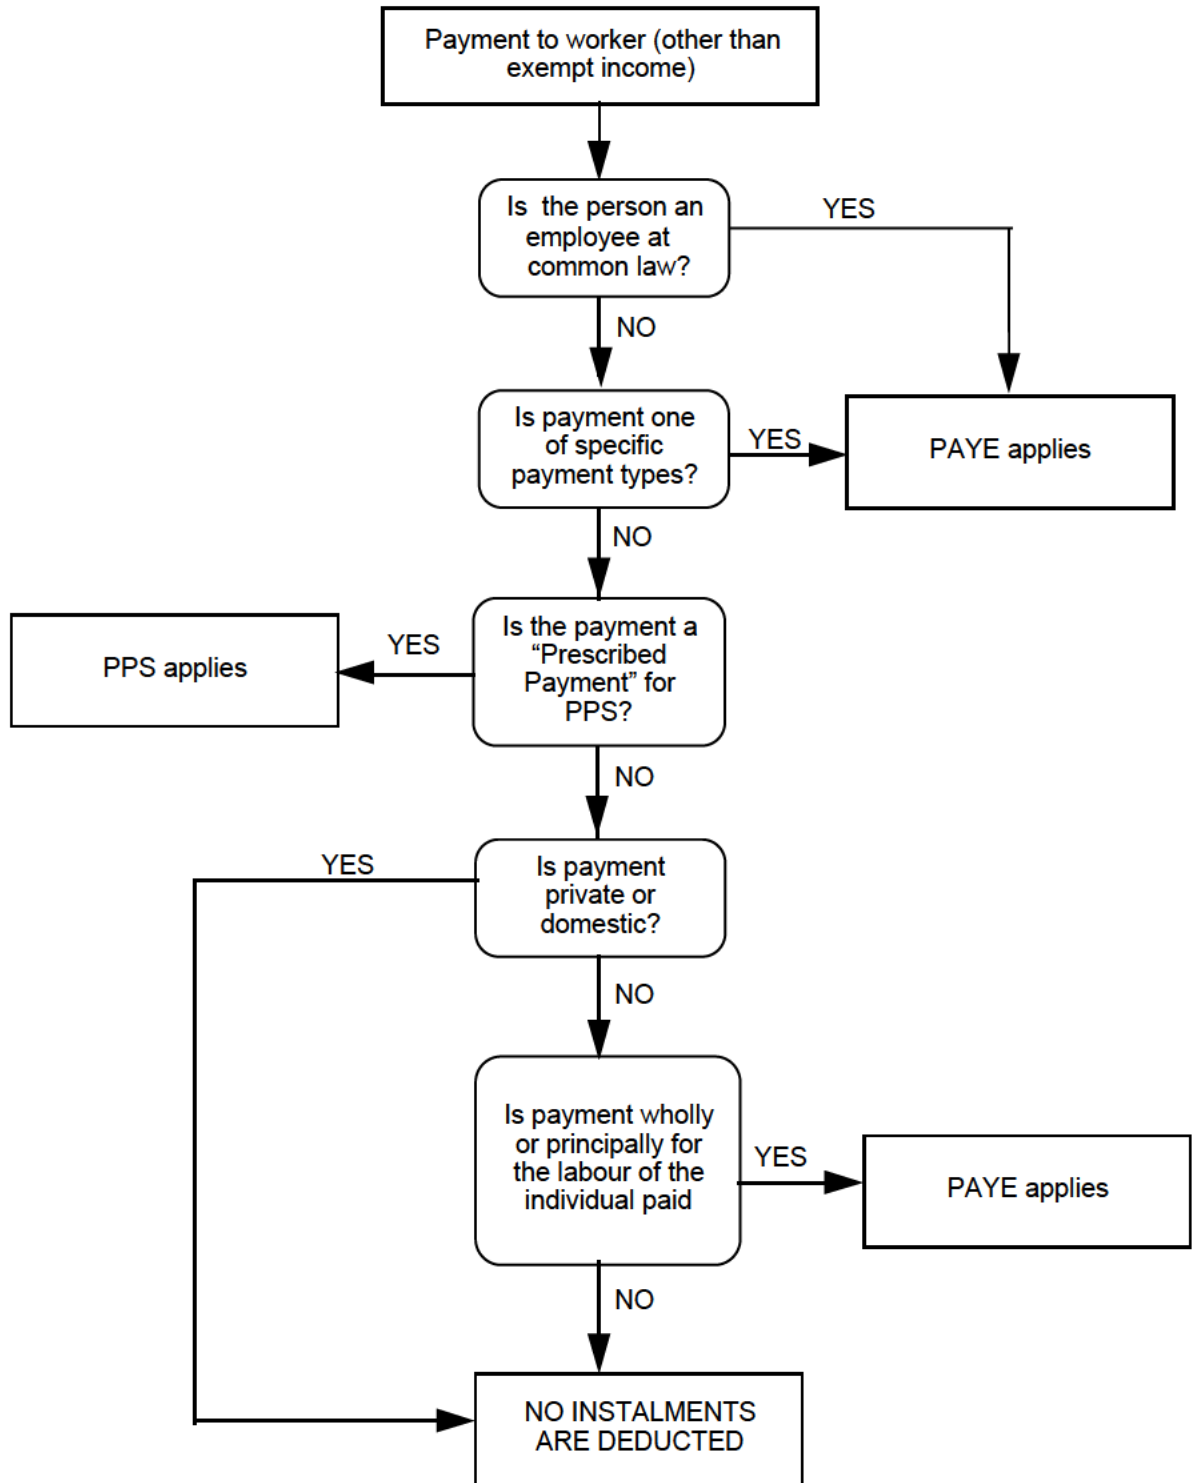 Payment to worker (other than
exempt income)
Is the person an
employee at
common law?
YES
NO
Is payment one
of specific
payment types?
YES
PAYE applies
NO
Is the payment a
“Prescribed
Payment” for
PPS?
YES
PPS applies
NO
Is payment
private or
domestic?
YES
NO
Is payment wholly
or principally for
the labour of the
individual paid
YES
PAYE applies
NO
NO INSTALMENTS
ARE DEDUCTED